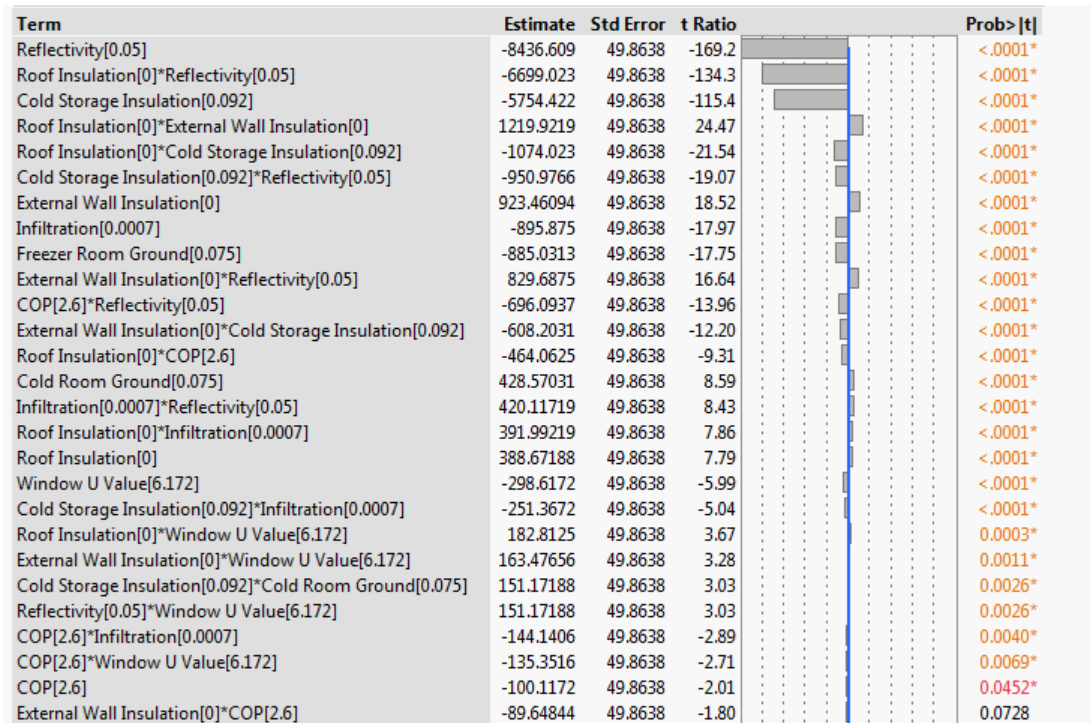 Term Estimate Std Error t Ratio Prob>|t|
Reflectivity[0.05] -8436.609 49.8638 -169.2 <.0001*
Roof Insulation[0]*Reflectivity[0.05] -6699.023 49.8638 -134.3 <.0001*
Cold Storage Insulation[0.092] -5754.422 49.8638 -115.4 <.0001*
Roof Insulation[0]*External Wall Insulation[0] 1219.9219 49.8638 24.47 <.0001*
Roof Insulation[0]*Cold Storage Insulation[0.092] -1074.023 49.8638 -21.54 <.0001*
Cold Storage Insulation[0.092]*Reflectivity[0.05] -950.9766 49.8638 -19.07 <.0001*
External Wall Insulation[0] 923.46094 49.8638 18.52 <.0001*
Infiltration[0.0007] -895.875 49.8638 -17.97 <.0001*
Freezer Room Ground[0.075] -885.0313 49.8638 -17.75 <.0001*
External Wall Insulation[0]*Reflectivity[0.05] 829.6875 49.8638 16.64 <.0001*
COP[2.6]*Reflectivity[0.05] -696.0937 49.8638 -13.96 <.0001*
External Wall Insulation[0]*Cold Storage Insulation[0.092] -608.2031 49.8638 -12.20 <.0001*
Roof Insulation[0]*COP[2.6] -464.0625 49.8638 -9.31 <.0001*
Cold Room Ground[0.075] 428.57031 49.8638 8.59 <.0001*
Infiltration[0.0007]*Reflectivity[0.05] 420.11719 49.8638 8.43 <.0001*
Roof Insulation[0]*Infiltration[0.0007] 391.99219 49.8638 7.86 <.0001*
Roof Insulation[0] 388.67188 49.8638 7.79 <.0001*
Window U Value[6.172] -298.6172 49.8638 -5.99 <.0001*
Cold Storage Insulation[0.092]*Infiltration[0.0007] -251.3672 49.8638 -5.04 <.0001*
Roof Insulation[0]*Window U Value[6.172] 182.8125 49.8638 3.67 0.0003*
External Wall Insulation[0]*Window U Value[6.172] 163.47656 49.8638 3.28 0.0011*
Cold Storage Insulation[0.092]*Cold Room Ground[0.075] 151.17188 49.8638 3.03 0.0026*
Reflectivity[0.05]*Window U Value[6.172] 151.17188 49.8638 3.03 0.0026*
COP[2.6]*Infiltration[0.0007] -144.1406 49.8638 -2.89 0.0040*
COP[2.6]*Window U Value[6.172] -135.3516 49.8638 -2.71 0.0069*
COP[2.6] -100.1172 49.8638 -2.01 0.0452*
External Wall Insulation[0]*COP[2.6] -89.64844 49.8638 -1.80 0.0728